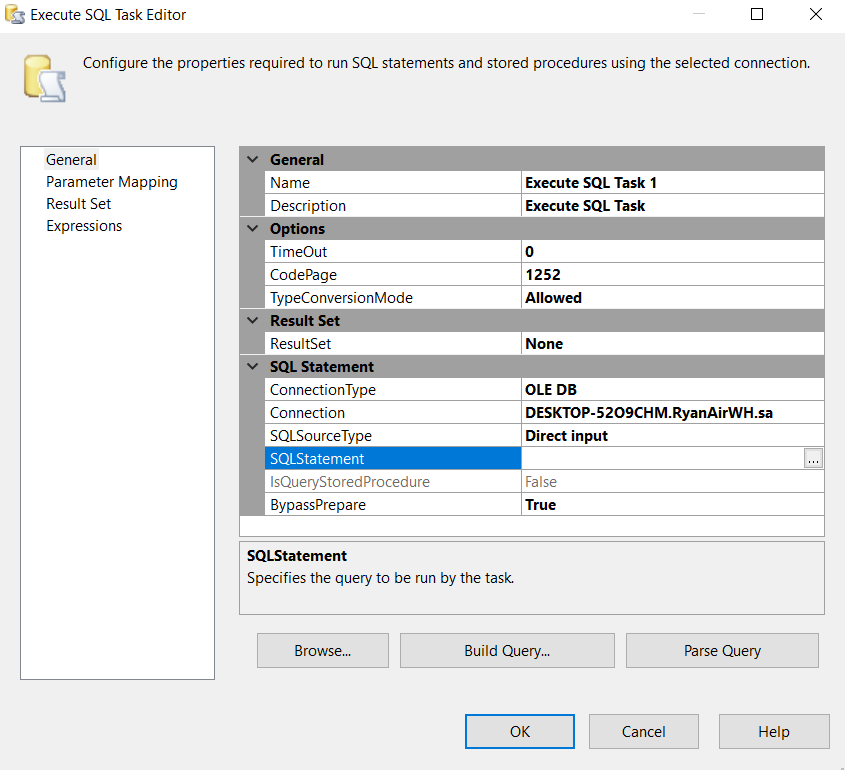 Execute SQL Task Editor
Configure the properties required to run SQL statements and stored procedures using the selected connection.
General
Parameter Mapping
Result Set
Expressions
General
Name Execute SQL Task 1
Description Execute SQL Task
Options
TimeOut 0
CodePage 1252
TypeConversionMode Allowed
Result Set
ResultSet None
SQL Statement
ConnectionType OLE DB
Connection DESKTOP-52O9CHM.RyanAirWH.sa
SQLSourceType Direct input
SQLStatement ...
IsQueryStoredProcedure False
BypassPrepare True
SQLStatement
Specifies the query to be run by the task.
Browse... Build Query... Parse Query
OK Cancel Help